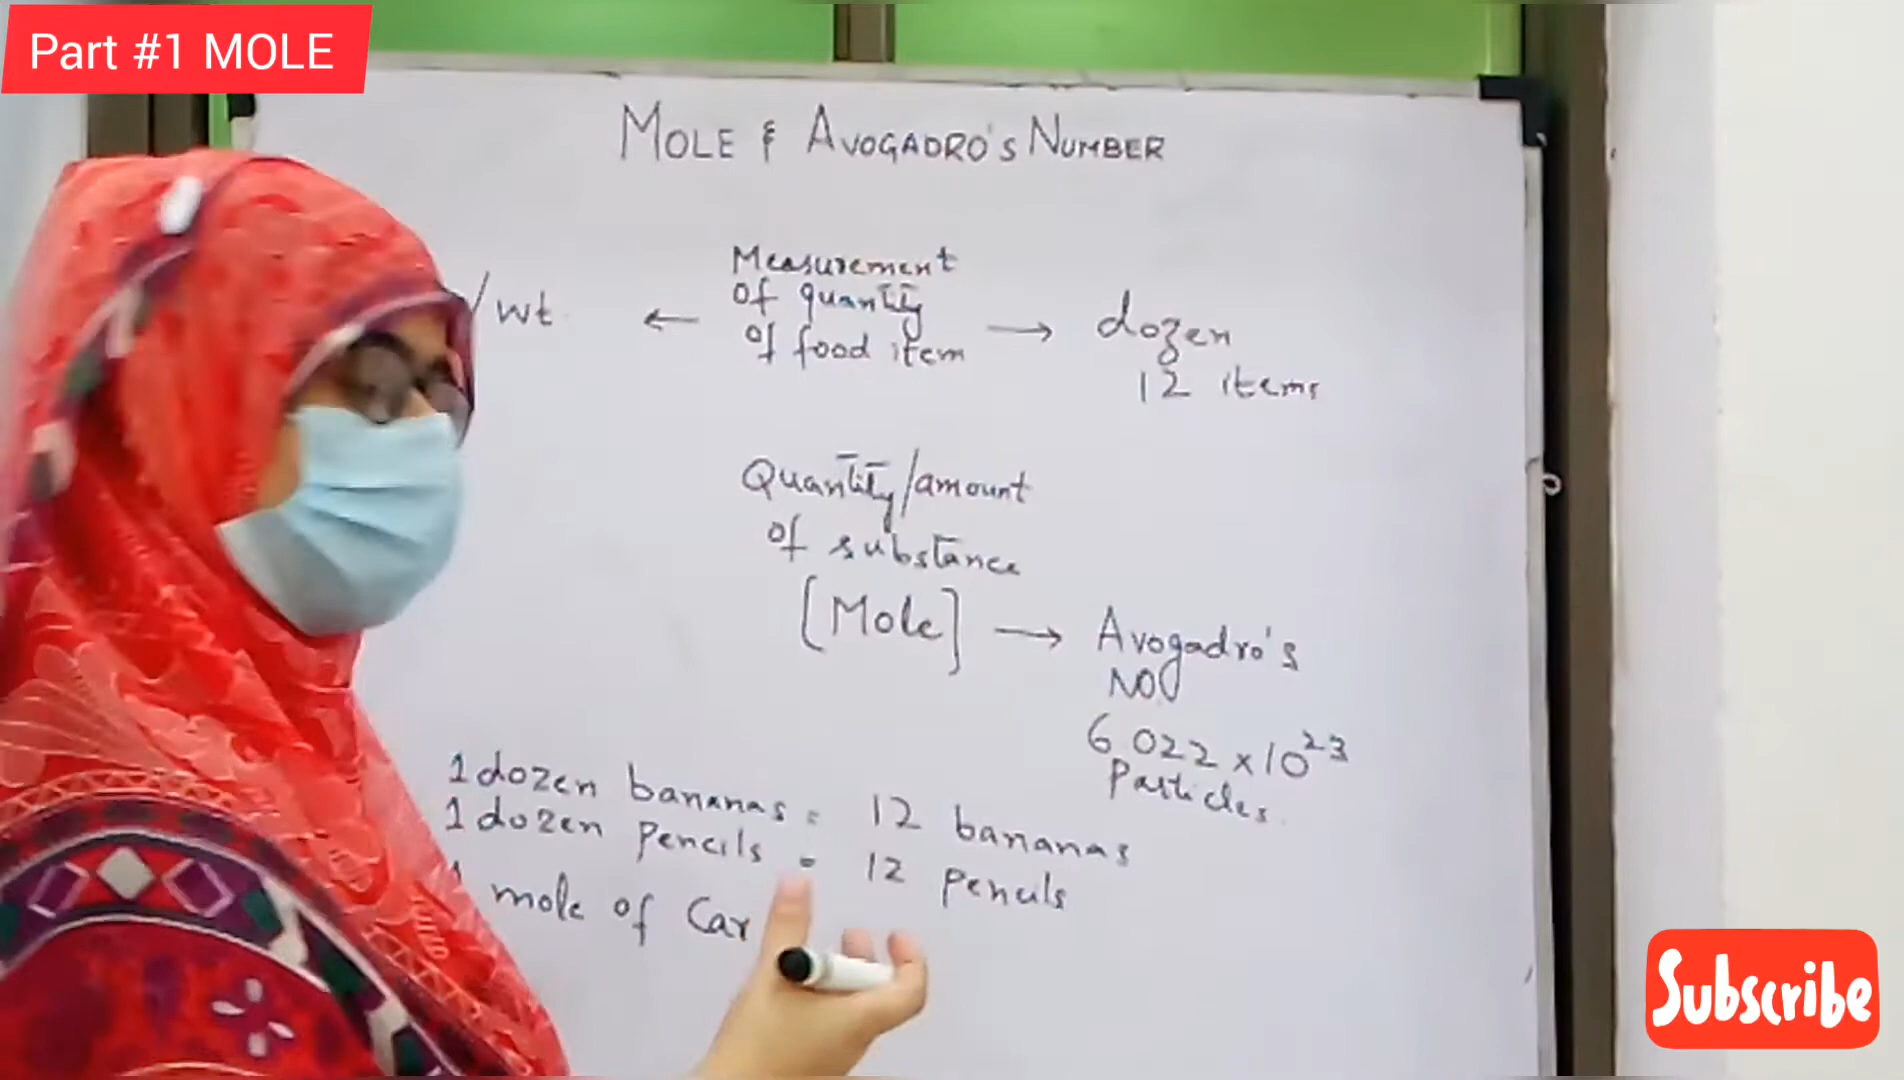 Part #1 MOLE
MOLE & AVOGADRO'S NUMBER
Measurement
Of quantity
of food item
/wt. ← → dozen
12 items
Quantity/amount
of substance
[Mole] → Avogadro's
NO
6.022 x 10²³
Particles.
1 dozen bananas = 12 bananas
1 dozen pencils = 12 pencils
1 mole of Car
Subscribe